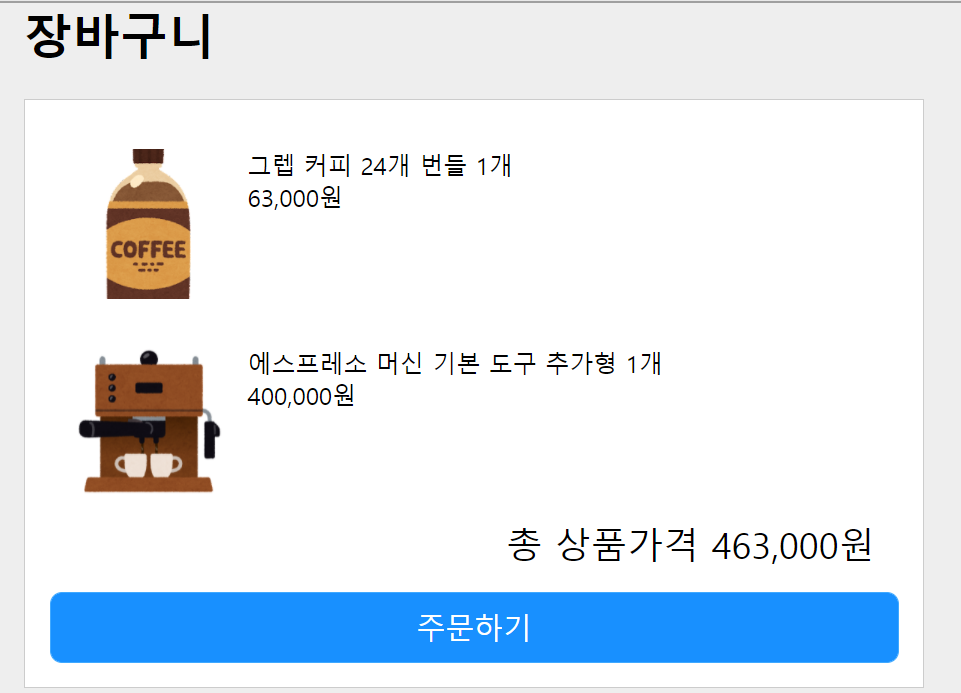 장바구니
COFFEE
그렙 커피 24개 번들 1개
63,000원
에스프레소 머신 기본 도구 추가형 1개
400,000원
총 상품가격 463,000원
주문하기